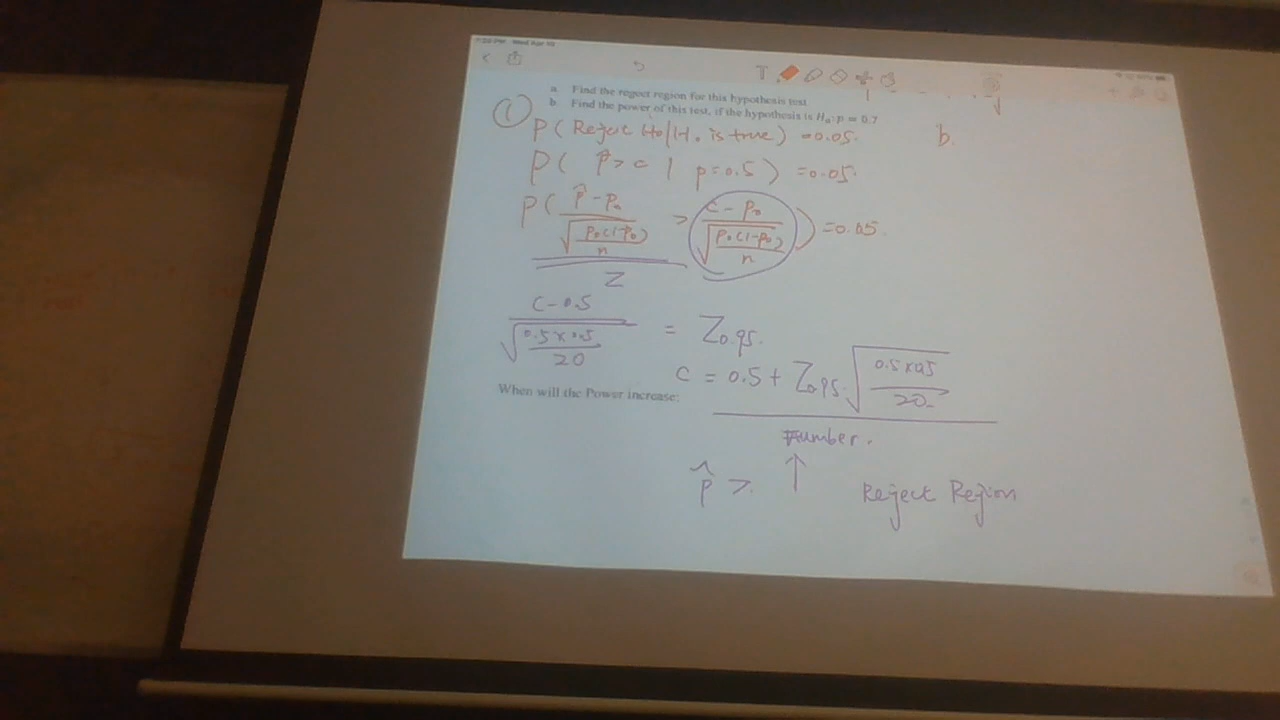 a. Find the regect region for this hypothesis test
b. Find the power of this test, if the hypothesis is Hₐ: p = 0.7
① P( Reject H₀ | H₀ is true ) = 0.05.
b.
P( p̂ > c | p = 0.5 ) = 0.05.
P( (p̂ - p₀) / √(p₀(1-p₀)/n) > (c - p₀) / √(p₀(1-p₀)/n) ) = 0.05.
Z
(c - 0.5) / √(0.5 x 0.5 / 20) = Z0.95.
c = 0.5 + Z0.95 √(0.5 x 0.5 / 20)
When will the Power increase:
number.
p̂ > ↑ Reject Region